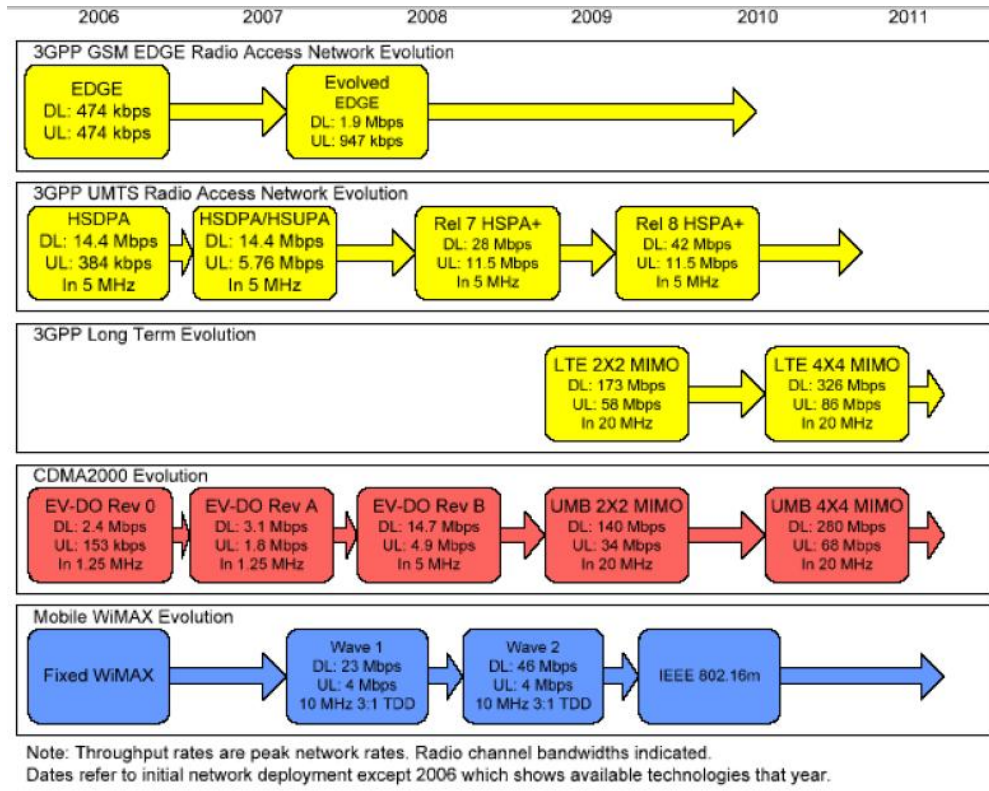 2006 2007 2008 2009 2010 2011
3GPP GSM EDGE Radio Access Network Evolution
EDGE
DL: 474 kbps
UL: 474 kbps
Evolved
EDGE
DL: 1.9 Mbps
UL: 947 kbps
3GPP UMTS Radio Access Network Evolution
HSDPA
DL: 14.4 Mbps
UL: 384 kbps
In 5 MHz
HSDPA/HSUPA
DL: 14.4 Mbps
UL: 5.76 Mbps
In 5 MHz
Rel 7 HSPA+
DL: 28 Mbps
UL: 11.5 Mbps
In 5 MHz
Rel 8 HSPA+
DL: 42 Mbps
UL: 11.5 Mbps
In 5 MHz
3GPP Long Term Evolution
LTE 2X2 MIMO
DL: 173 Mbps
UL: 58 Mbps
In 20 MHz
LTE 4X4 MIMO
DL: 326 Mbps
UL: 86 Mbps
In 20 MHz
CDMA2000 Evolution
EV-DO Rev 0
DL: 2.4 Mbps
UL: 153 kbps
In 1.25 MHz
EV-DO Rev A
DL: 3.1 Mbps
UL: 1.8 Mbps
In 1.25 MHz
EV-DO Rev B
DL: 14.7 Mbps
UL: 4.9 Mbps
In 5 MHz
UMB 2X2 MIMO
DL: 140 Mbps
UL: 34 Mbps
In 20 MHz
UMB 4X4 MIMO
DL: 280 Mbps
UL: 68 Mbps
In 20 MHz
Mobile WiMAX Evolution
Fixed WiMAX
Wave 1
DL: 23 Mbps
UL: 4 Mbps
10 MHz 3:1 TDD
Wave 2
DL: 46 Mbps
UL: 4 Mbps
10 MHz 3:1 TDD
IEEE 802.16m
Note: Throughput rates are peak network rates. Radio channel bandwidths indicated.
Dates refer to initial network deployment except 2006 which shows available technologies that year.